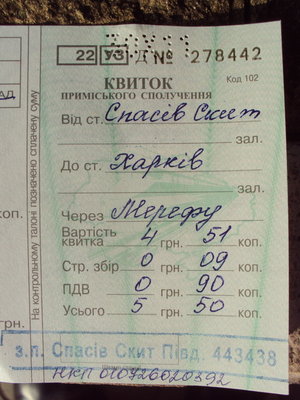 22 УЗ Л № 278442
КВИТОК
Код 102
ПРИМІСЬКОГО СПОЛУЧЕННЯ
Від ст. Спасів Скит
зал.
До ст. Харків
зал.
Через Мерефу
Вартість
квитка 4 грн. 51 коп.
Стр. збір 0 грн. 09 коп.
ПДВ 0 грн. 90 коп.
Усього 5 грн. 50 коп.
з.п. Спасів Скит Півд. 443438
На контрольному талоні позначено сплачену суму
коп.
грн.